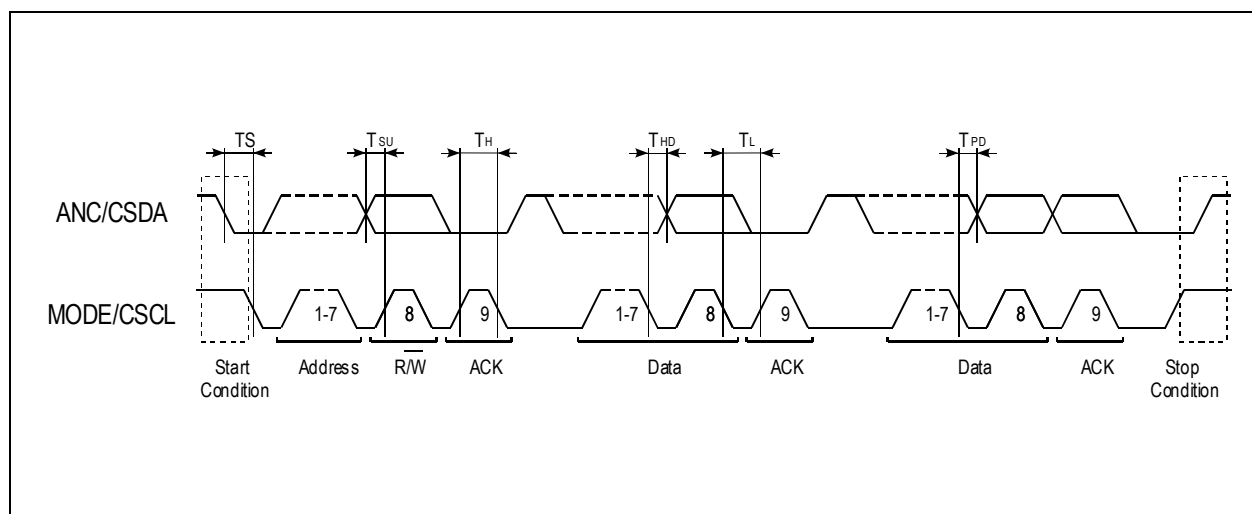 TS TSU TH THD TL TPD
ANC/CSDA
MODE/CSCL 1-7 8 9 1-7 8 9 1-7 8 9
Start Condition Address R/W ACK Data ACK Data ACK Stop Condition